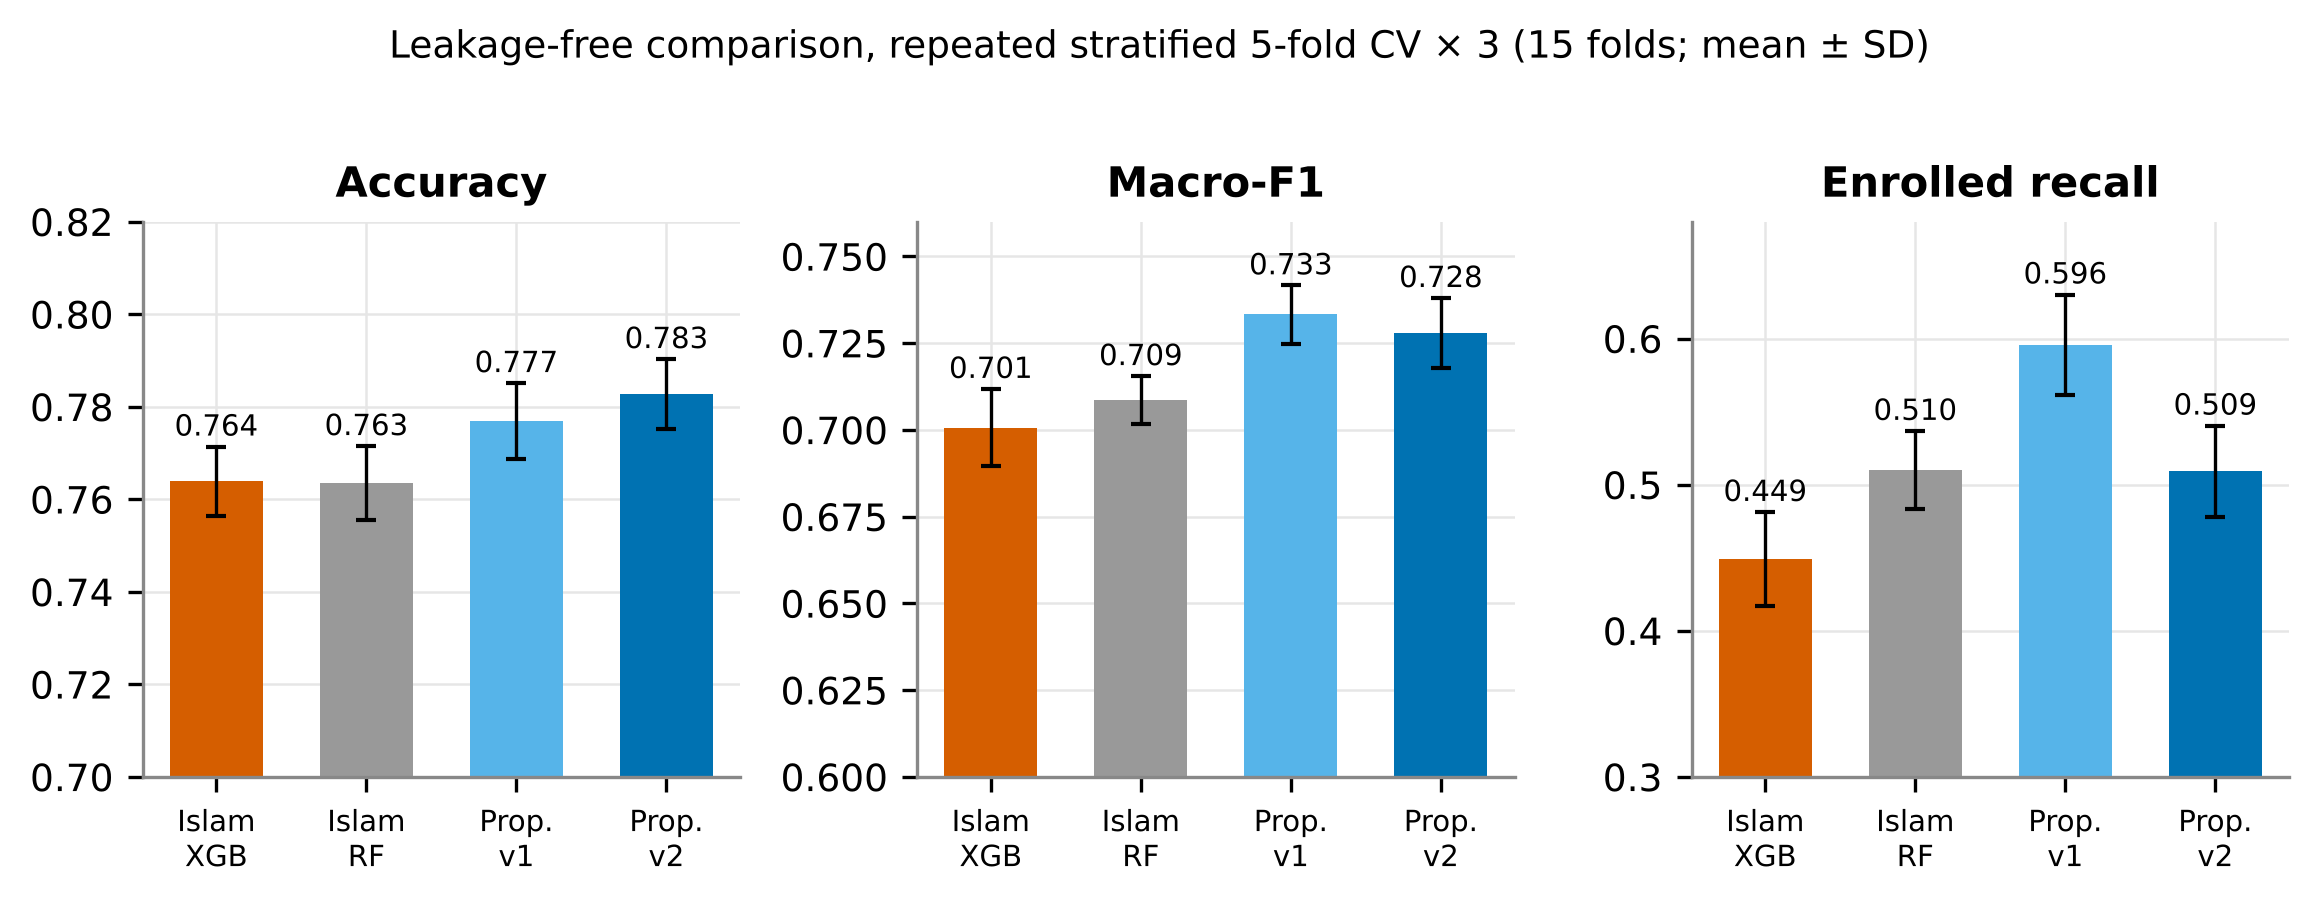 Leakage-free comparison, repeated stratified 5-fold CV × 3 (15 folds; mean ± SD)
Accuracy
0.82
0.80
0.78
0.76
0.74
0.72
0.70
0.764
0.763
0.777
0.783
Islam
XGB
Islam
RF
Prop.
v1
Prop.
v2
Macro-F1
0.750
0.725
0.700
0.675
0.650
0.625
0.600
0.701
0.709
0.733
0.728
Islam
XGB
Islam
RF
Prop.
v1
Prop.
v2
Enrolled recall
0.6
0.5
0.4
0.3
0.449
0.510
0.596
0.509
Islam
XGB
Islam
RF
Prop.
v1
Prop.
v2